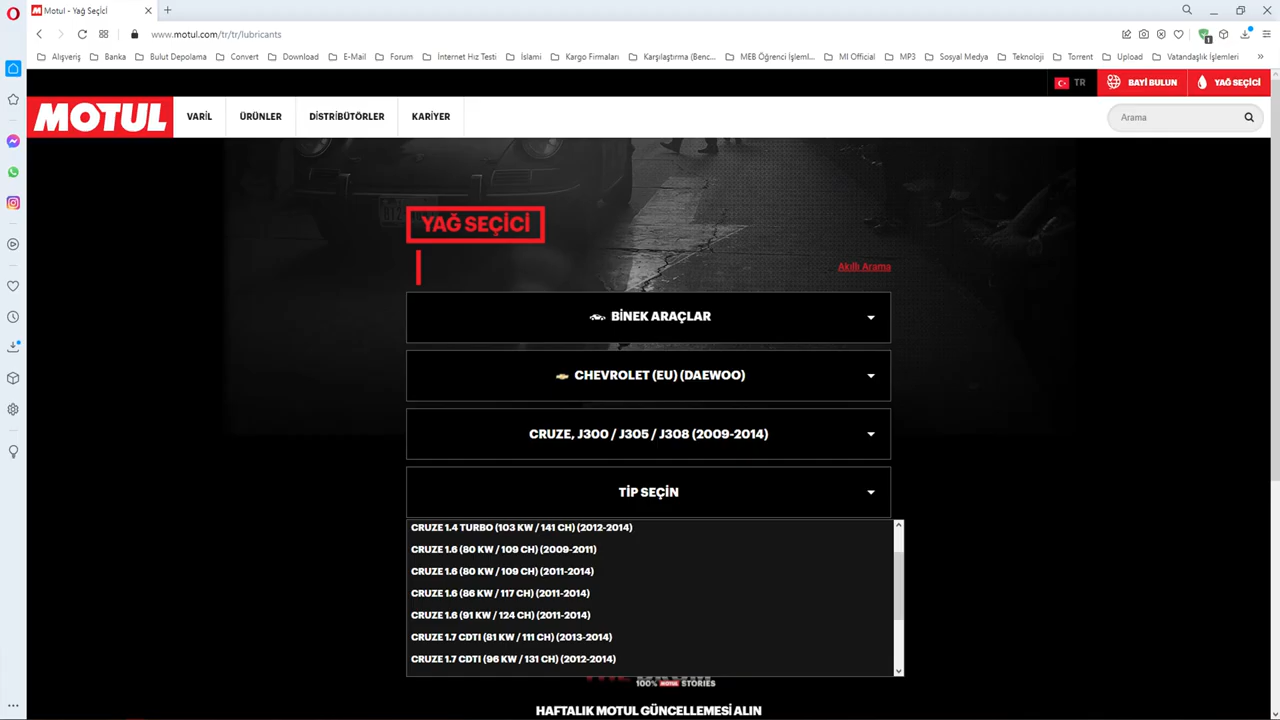 Motul - Yağ Seçici
www.motul.com/tr/tr/lubricants
1
Alışveriş
Banka
Bulut Depolama
Convert
Download
E-Mail
Forum
İnternet Hız Testi
İslami
Kargo Firmaları
Karşılaştırma (Benc...
MEB Öğrenci İşleml...
MI Official
MP3
Sosyal Medya
Teknoloji
Torrent
Upload
Vatandaşlık İşlemleri
TR
BAYİ BULUN
YAĞ SEÇİCİ
MOTUL
VARİL
ÜRÜNLER
DİSTRİBÜTÖRLER
KARİYER
Arama
YAĞ SEÇİCİ
Akıllı Arama
BİNEK ARAÇLAR
CHEVROLET (EU) (DAEWOO)
CRUZE, J300 / J305 / J308 (2009-2014)
TİP SEÇİN
CRUZE 1.4 TURBO (103 KW / 141 CH) (2012-2014)
CRUZE 1.6 (80 KW / 109 CH) (2009-2011)
CRUZE 1.6 (80 KW / 109 CH) (2011-2014)
CRUZE 1.6 (86 KW / 117 CH) (2011-2014)
CRUZE 1.6 (91 KW / 124 CH) (2011-2014)
CRUZE 1.7 CDTI (81 KW / 111 CH) (2013-2014)
CRUZE 1.7 CDTI (96 KW / 131 CH) (2012-2014)
100% MOTUL STORIES
HAFTALIK MOTUL GÜNCELLEMESİ ALIN